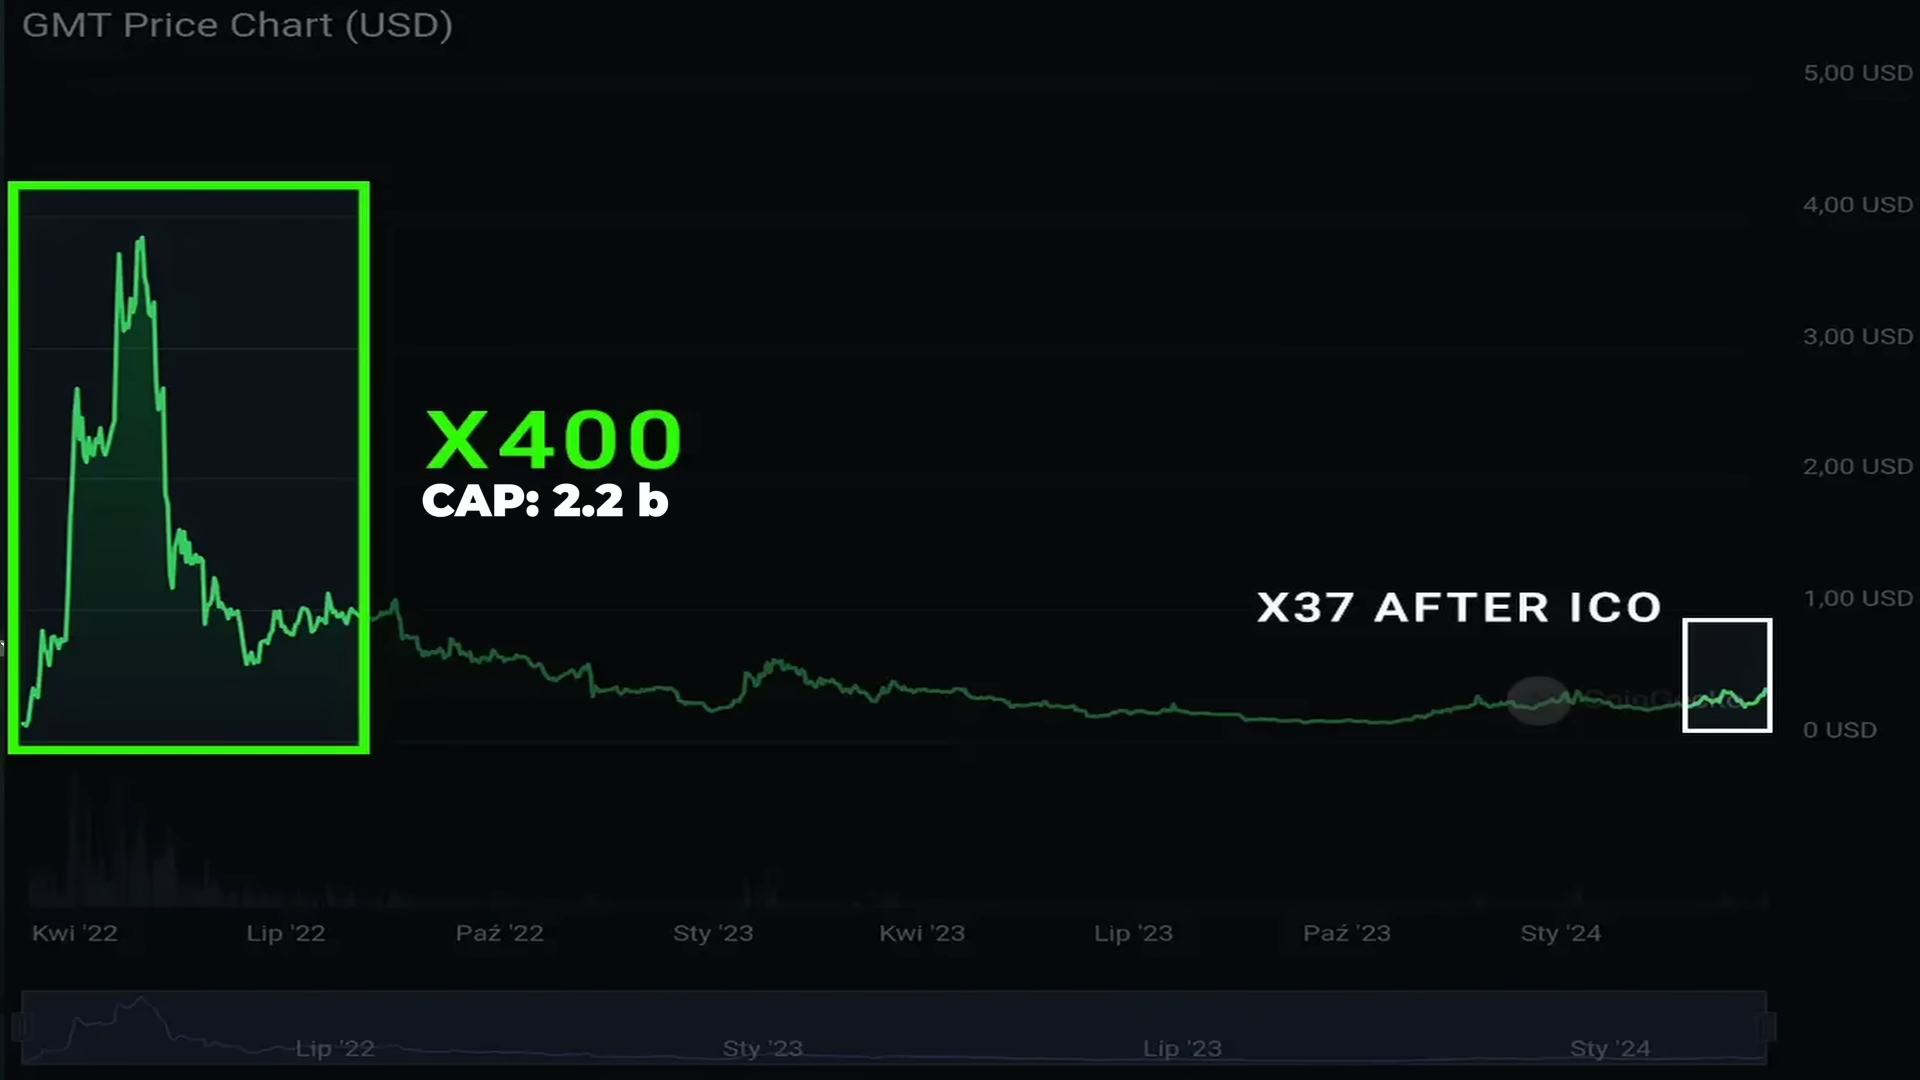 GMT Price Chart (USD)
5,00 USD
4,00 USD
3,00 USD
X400
CAP: 2.2 b
2,00 USD
X37 AFTER ICO
1,00 USD
CoinGecko
0 USD
Kwi '22 Lip '22 Paź '22 Sty '23 Kwi '23 Lip '23 Paź '23 Sty '24
Lip '22 Sty '23 Lip '23 Sty '24